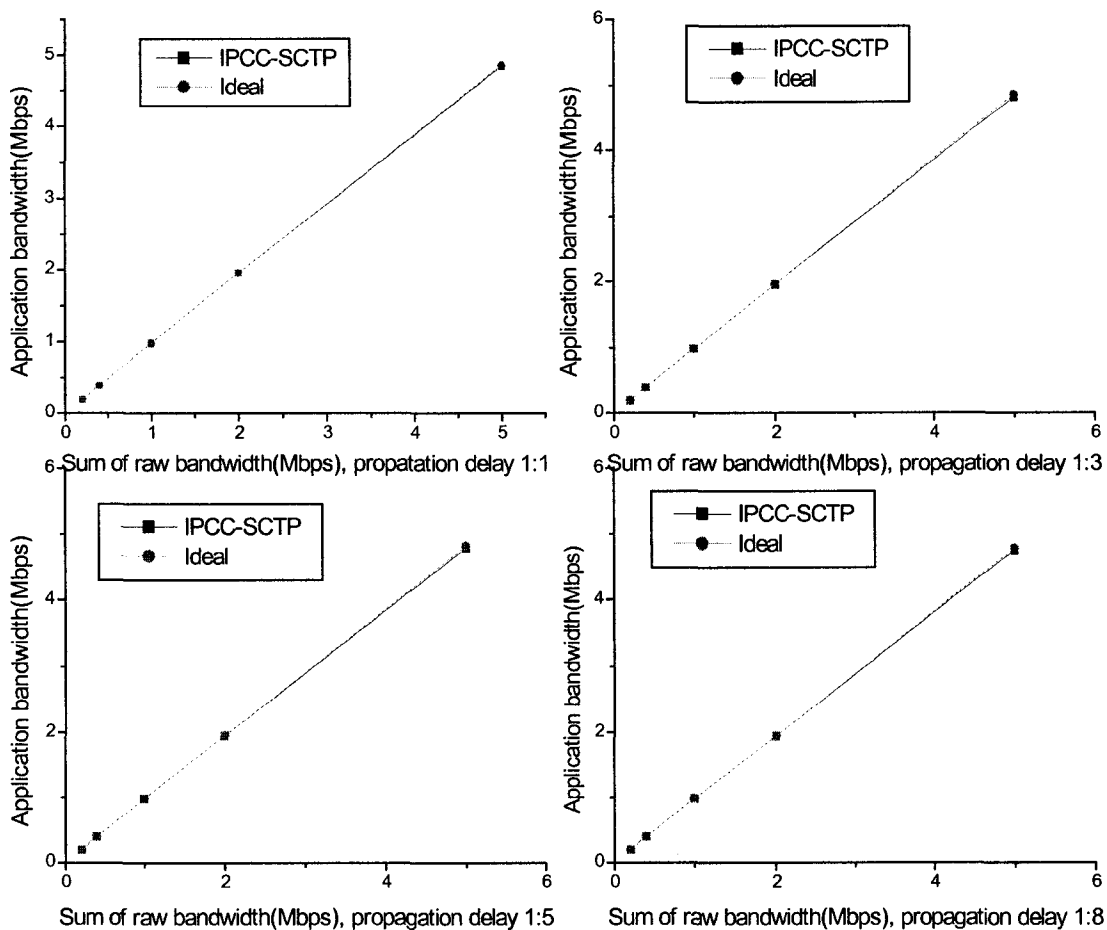 IPCC-SCTP
Ideal
Application bandwidth(Mbps)
5
4
3
2
1
0
0 1 2 3 4 5
Sum of raw bandwidth(Mbps), propatation delay 1:1
IPCC-SCTP
Ideal
Application bandwidth(Mbps)
6
4
2
0
0 2 4 6
Sum of raw bandwidth(Mbps), propagation delay 1:3
IPCC-SCTP
Ideal
Application bandwidth(Mbps)
6
4
2
0
0 2 4 6
Sum of raw bandwidth(Mbps), propagation delay 1:5
IPCC-SCTP
Ideal
Application bandwidth(Mbps)
6
4
2
0
0 2 4 6
Sum of raw bandwidth(Mbps), propagation delay 1:8